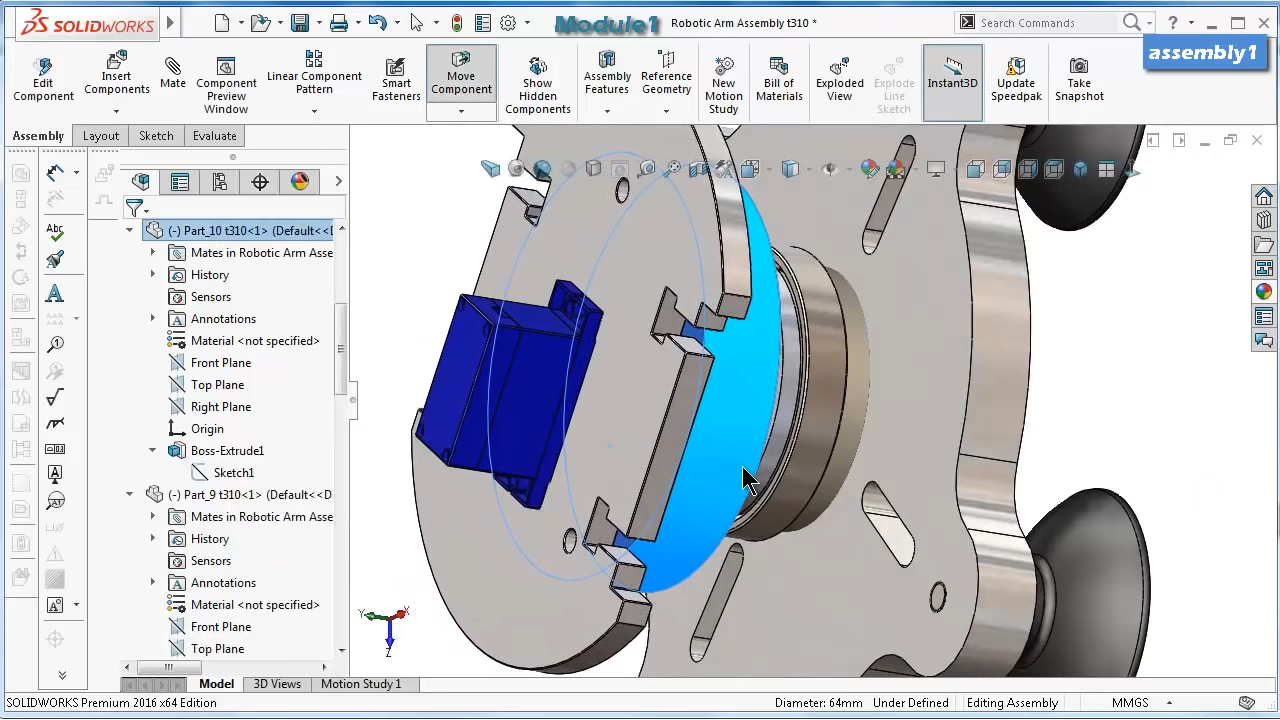 SOLIDWORKS
Module1
Robotic Arm Assembly t310 *
Search Commands
assembly1
Edit Component
Insert Components
Mate
Component Preview Window
Linear Component Pattern
Smart Fasteners
Move Component
Show Hidden Components
Assembly Features
Reference Geometry
New Motion Study
Bill of Materials
Exploded View
Explode Line Sketch
Instant3D
Update Speedpak
Take Snapshot
Assembly
Layout
Sketch
Evaluate
(-) Part_10 t310<1> (Default<<D
Mates in Robotic Arm Asse
History
Sensors
Annotations
Material <not specified>
Front Plane
Top Plane
Right Plane
Origin
Boss-Extrude1
Sketch1
(-) Part_9 t310<1> (Default<<D
Mates in Robotic Arm Asse
History
Sensors
Annotations
Material <not specified>
Front Plane
Top Plane
Y
X
Z
Model
3D Views
Motion Study 1
SOLIDWORKS Premium 2016 x64 Edition
Diameter: 64mm
Under Defined
Editing Assembly
MMGS